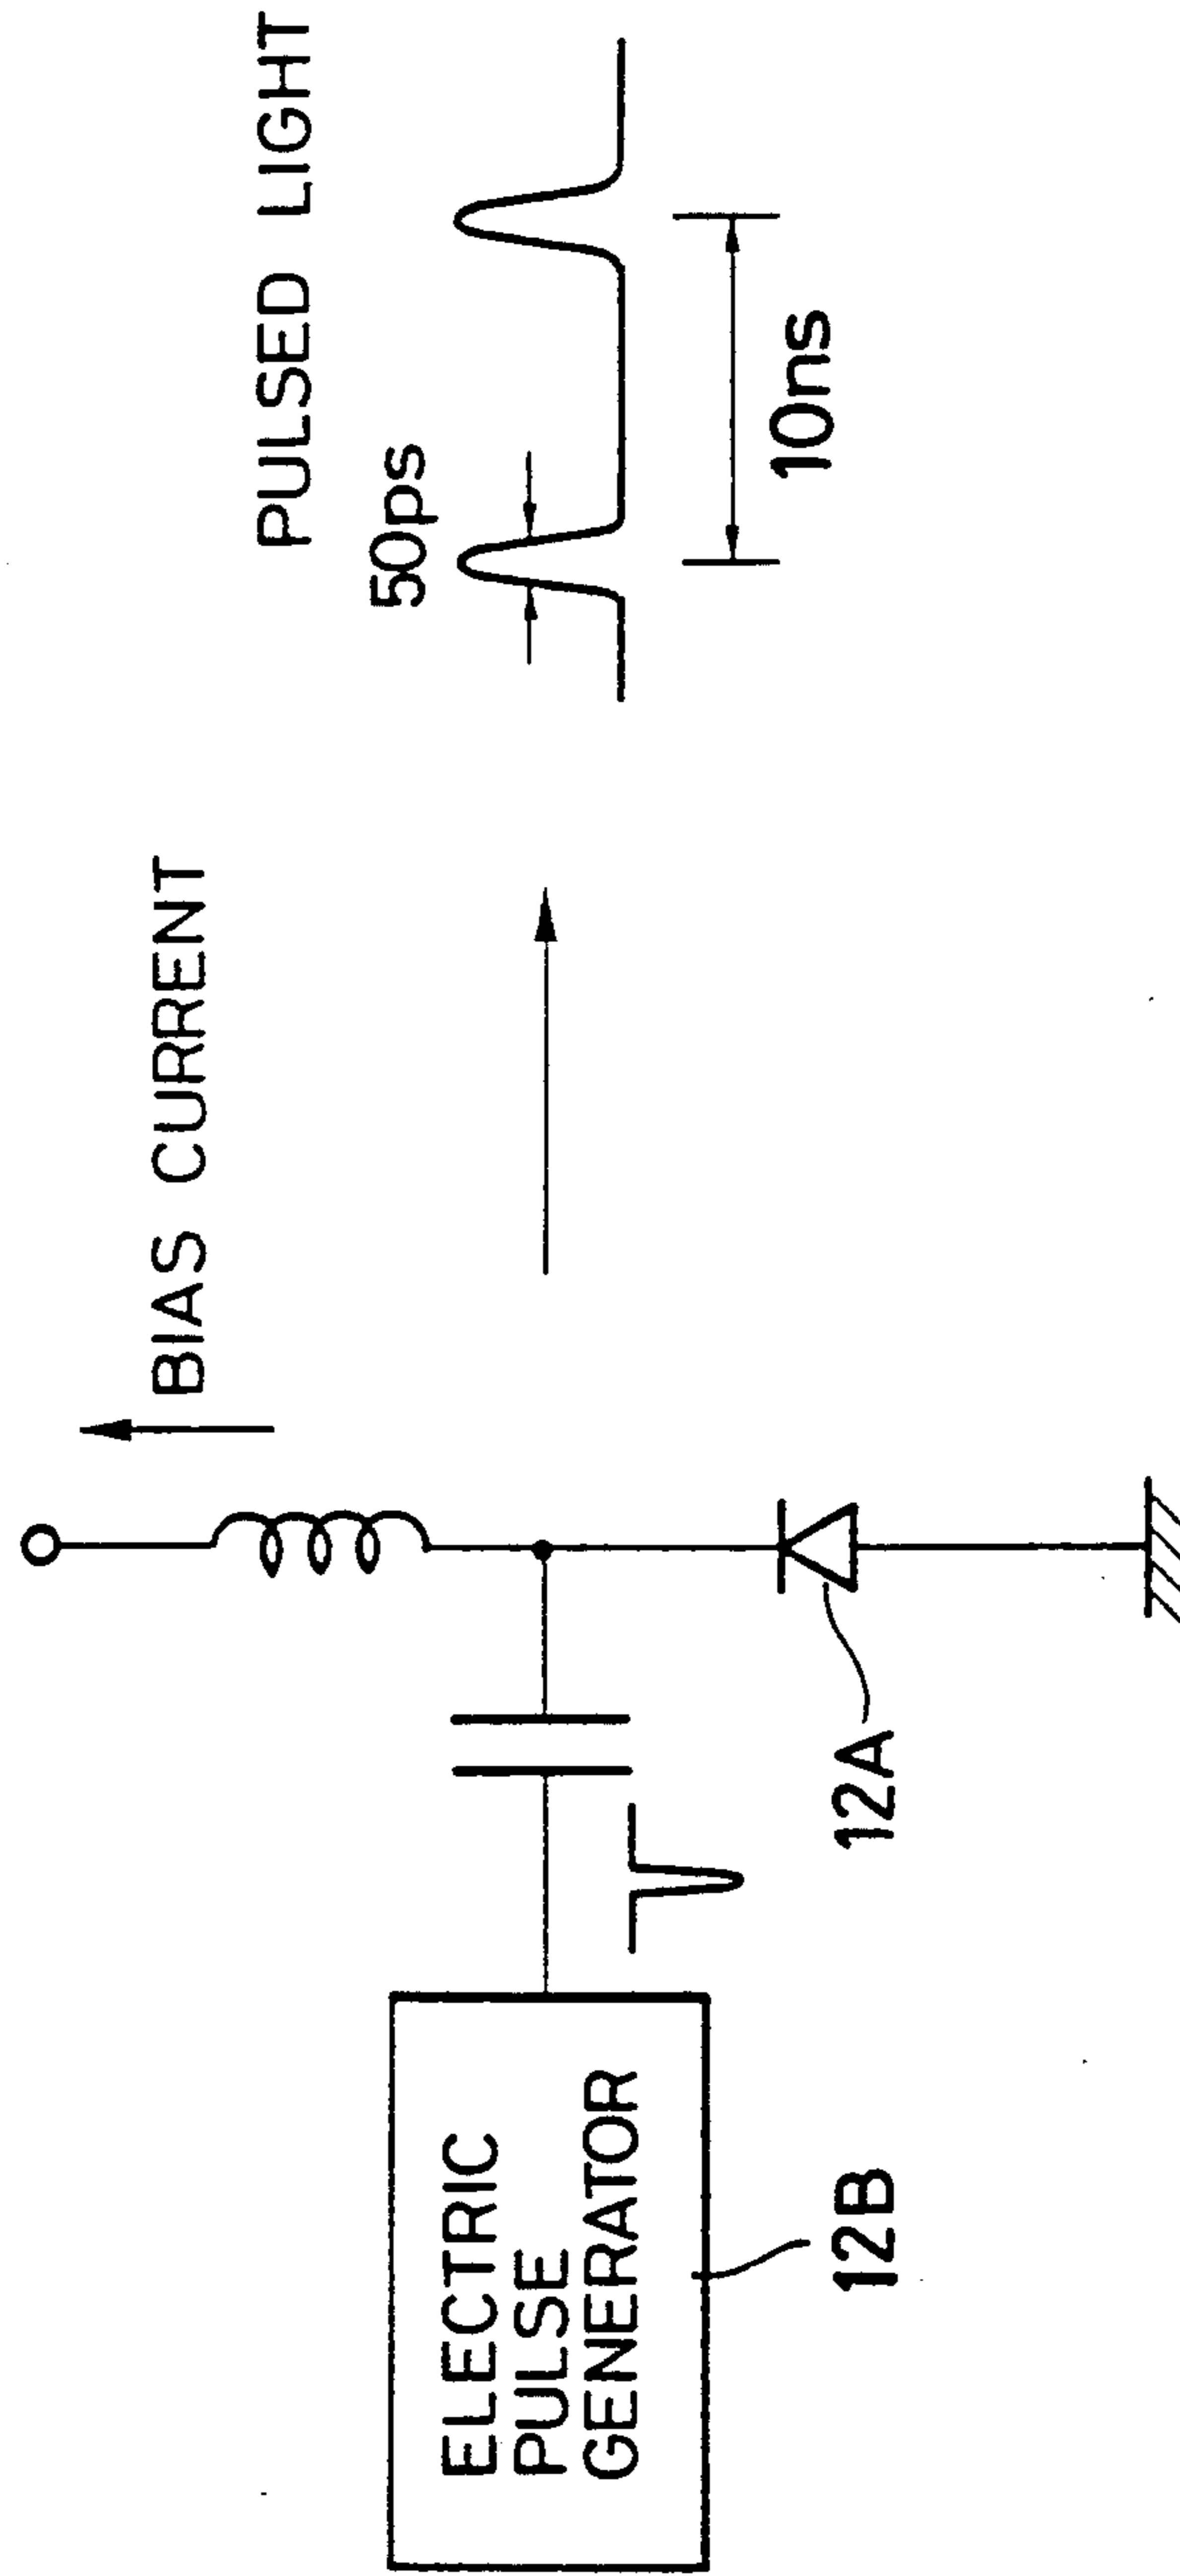 ELECTRIC
PULSE
GENERATOR
12B
12A
BIAS CURRENT
PULSED LIGHT
50ps
10ns